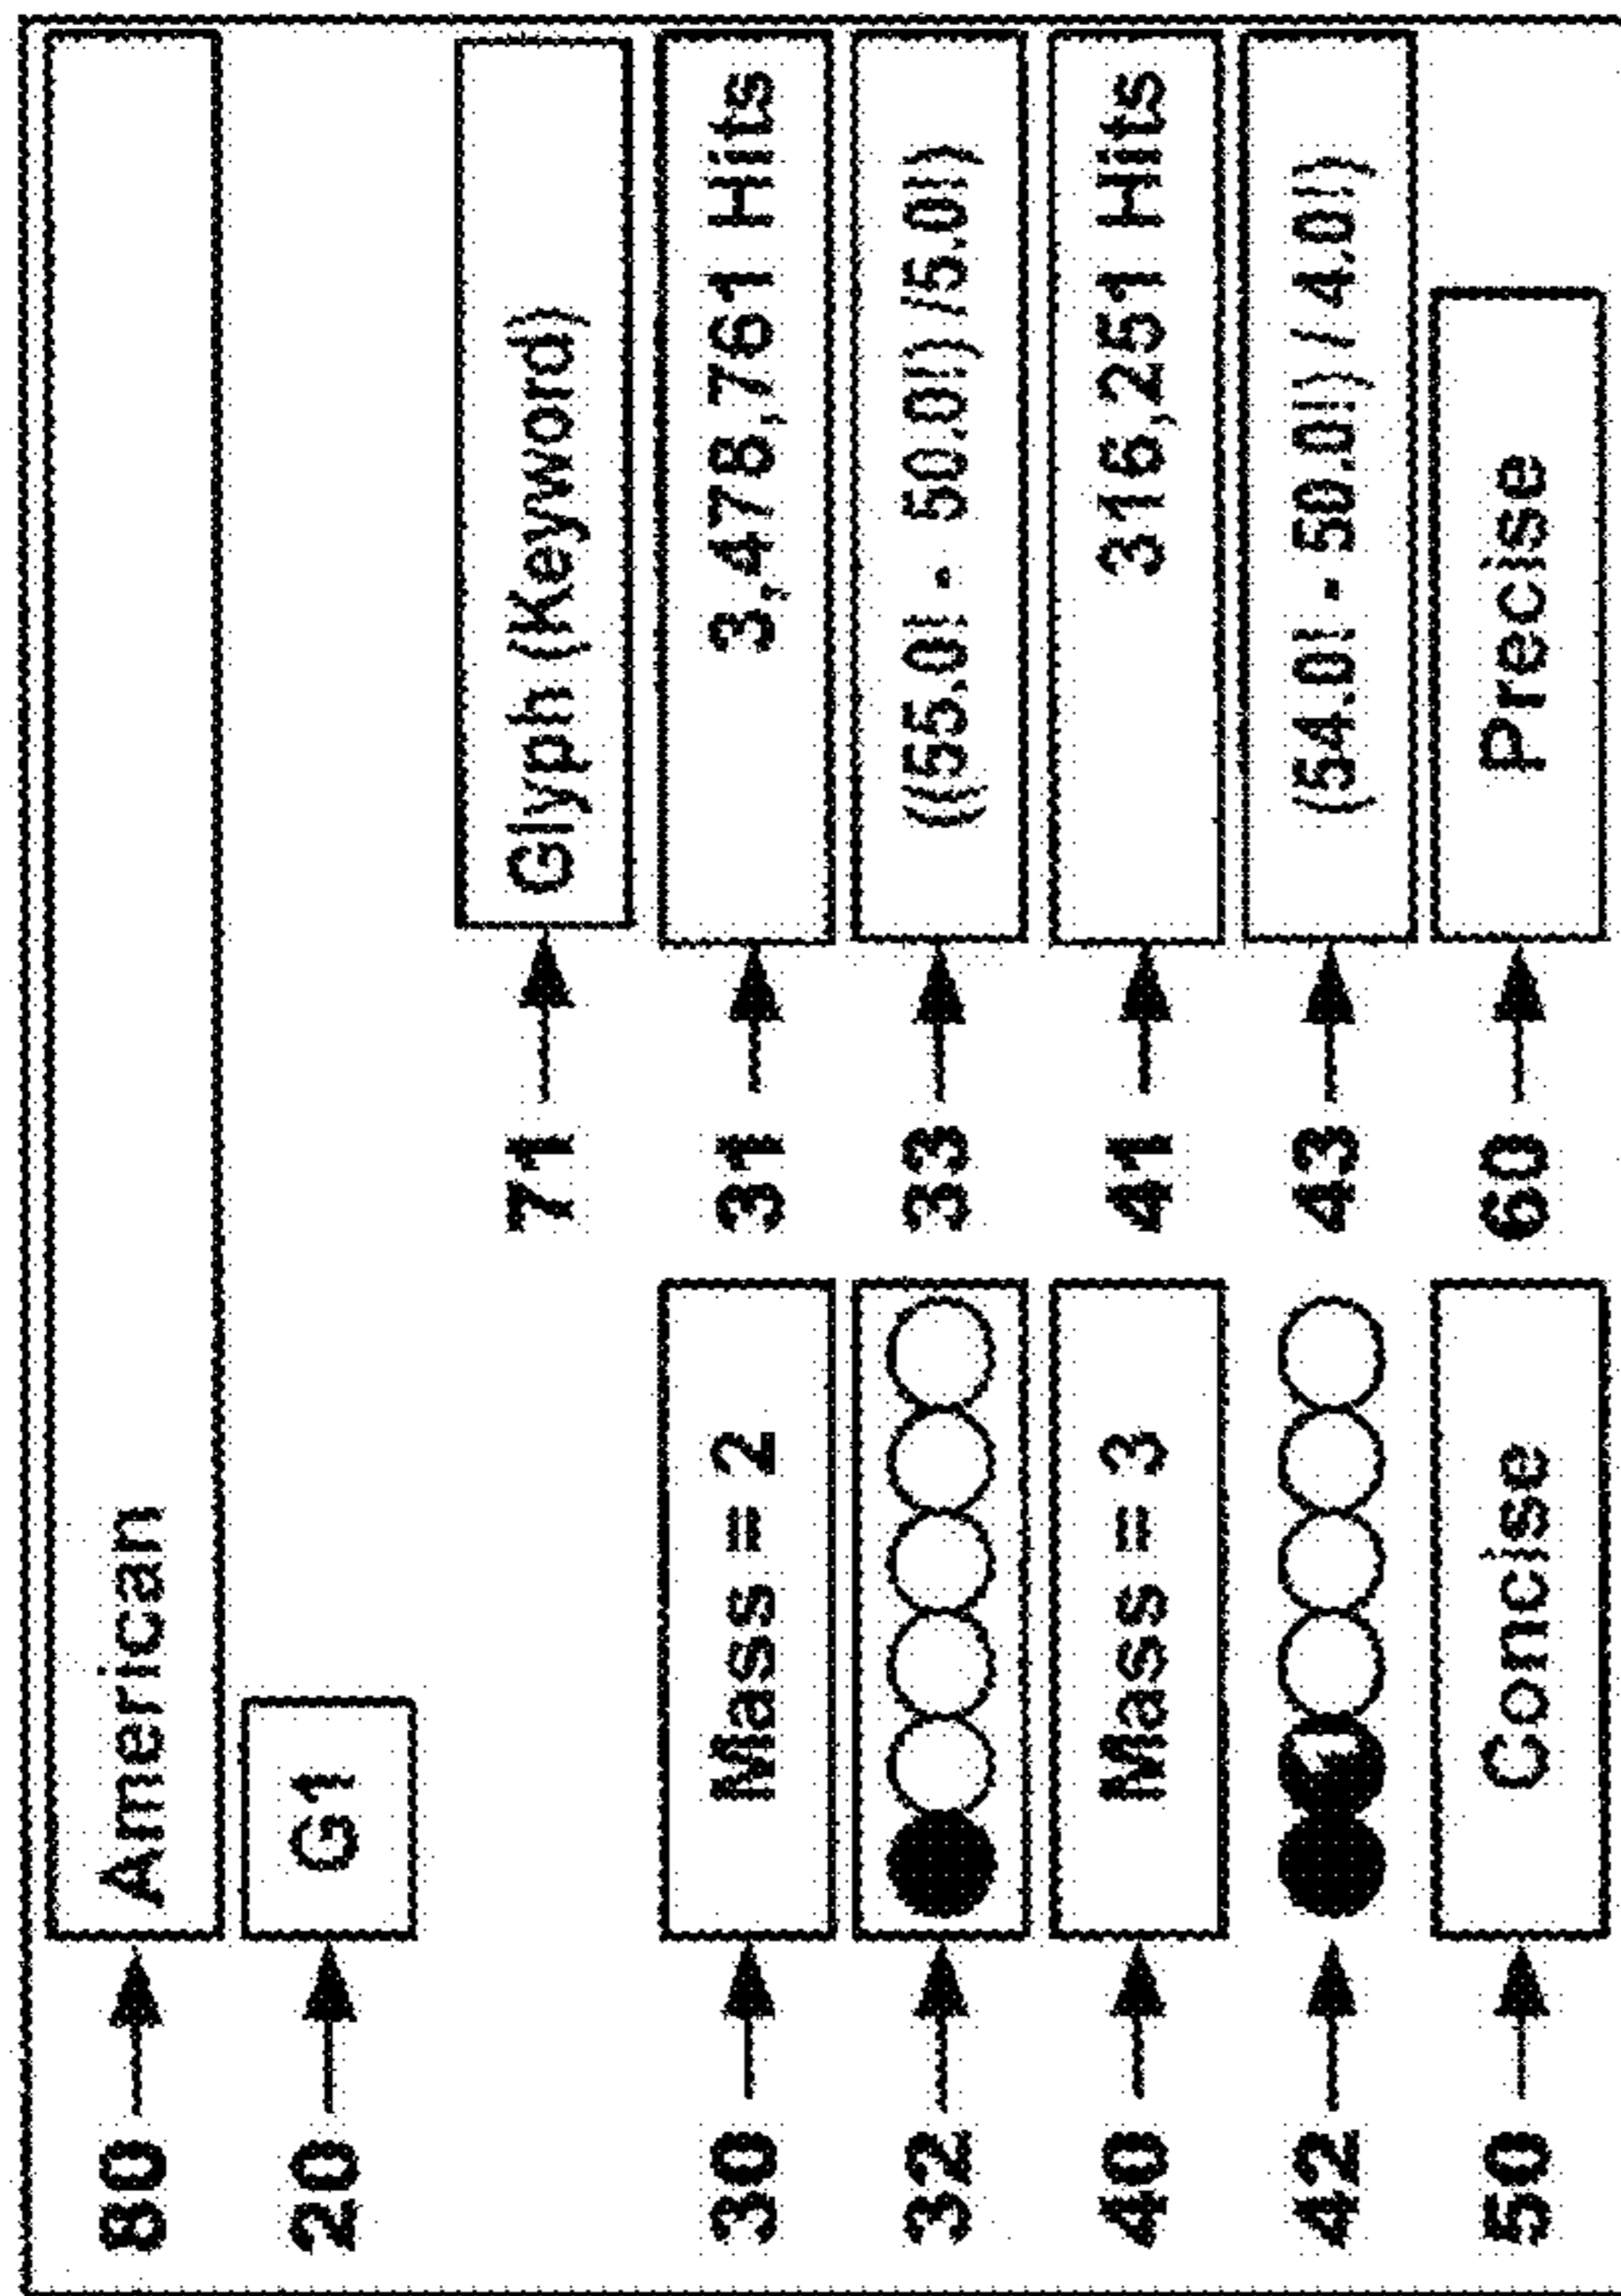 80 American
20 G1
71 Glyph (Keyword)
30 Mass = 2 31 3,478,761 Hits
32 33 ((55.0! - 50.0!) /5.0!)
40 Mass = 3 41 316,251 Hits
42 1 43 (54.0! - 50.0!) / 4.0!)
50 Concise 60 Precise